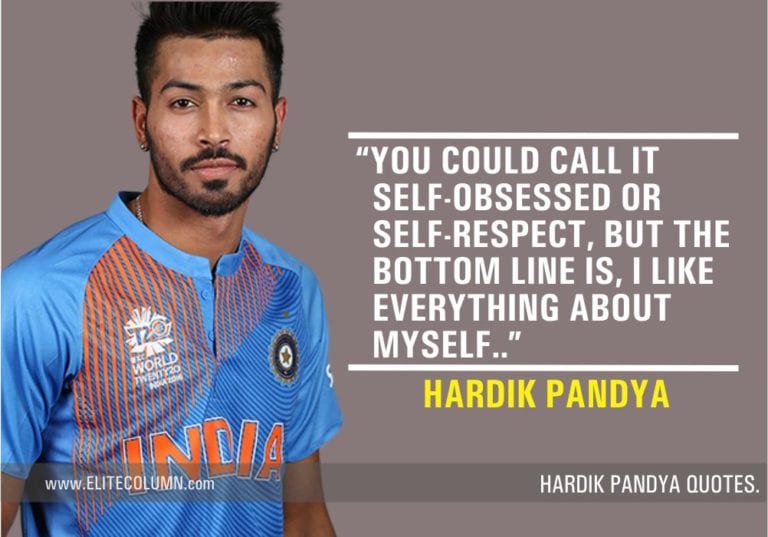 “YOU COULD CALL IT
SELF-OBSESSED OR
SELF-RESPECT, BUT THE
BOTTOM LINE IS, I LIKE
EVERYTHING ABOUT
MYSELF..”
HARDIK PANDYA
T20
WORLD
TWENTY20
INDIA 2016
INDIA
www.ELITECOLUMN.com
HARDIK PANDYA QUOTES.